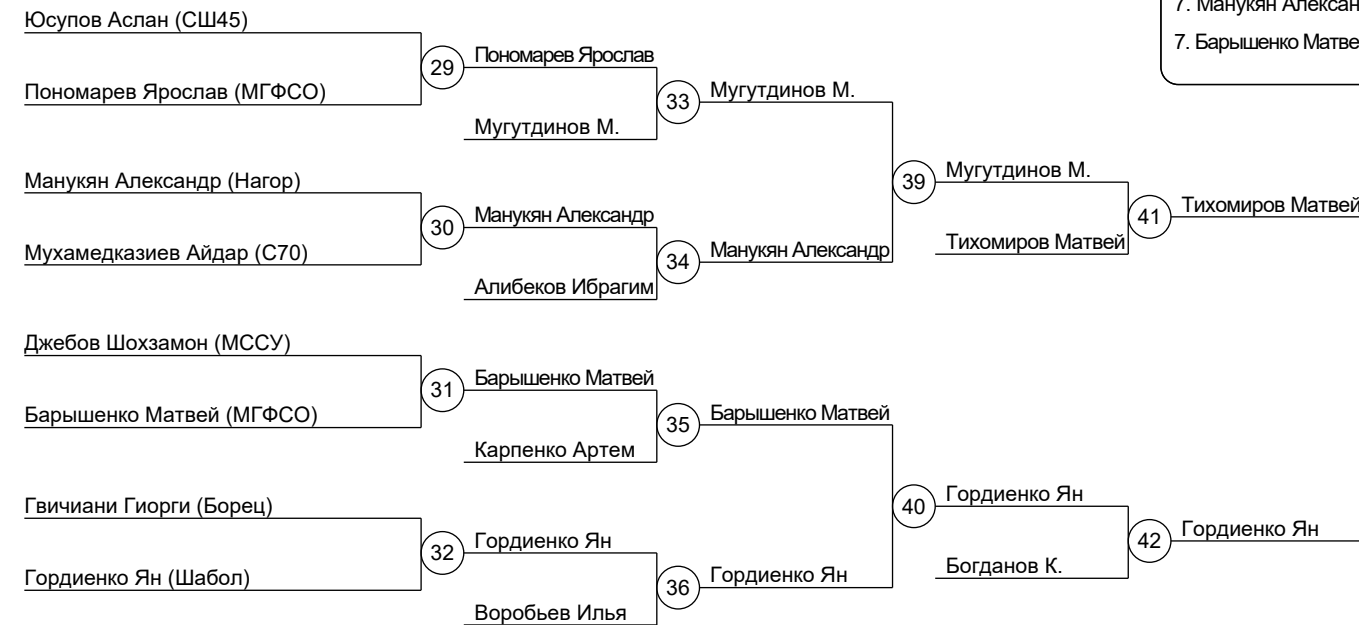 7. Манукян Алексан
7. Барышенко Матве
Юсупов Аслан (СШ45)
29
Пономарев Ярослав
Пономарев Ярослав (МГФСО)
33
Мугутдинов М.
Мугутдинов М.
Манукян Александр (Нагор)
39
Мугутдинов М.
41
Тихомиров Матвей
30
Манукян Александр
Мухамедказиев Айдар (С70)
34
Манукян Александр
Тихомиров Матвей
Алибеков Ибрагим
Джебов Шохзамон (МССУ)
31
Барышенко Матвей
Барышенко Матвей (МГФСО)
35
Барышенко Матвей
Карпенко Артем
Гвичиани Гиорги (Борец)
40
Гордиенко Ян
42
Гордиенко Ян
32
Гордиенко Ян
Богданов К.
Гордиенко Ян (Шабол)
36
Гордиенко Ян
Воробьев Илья